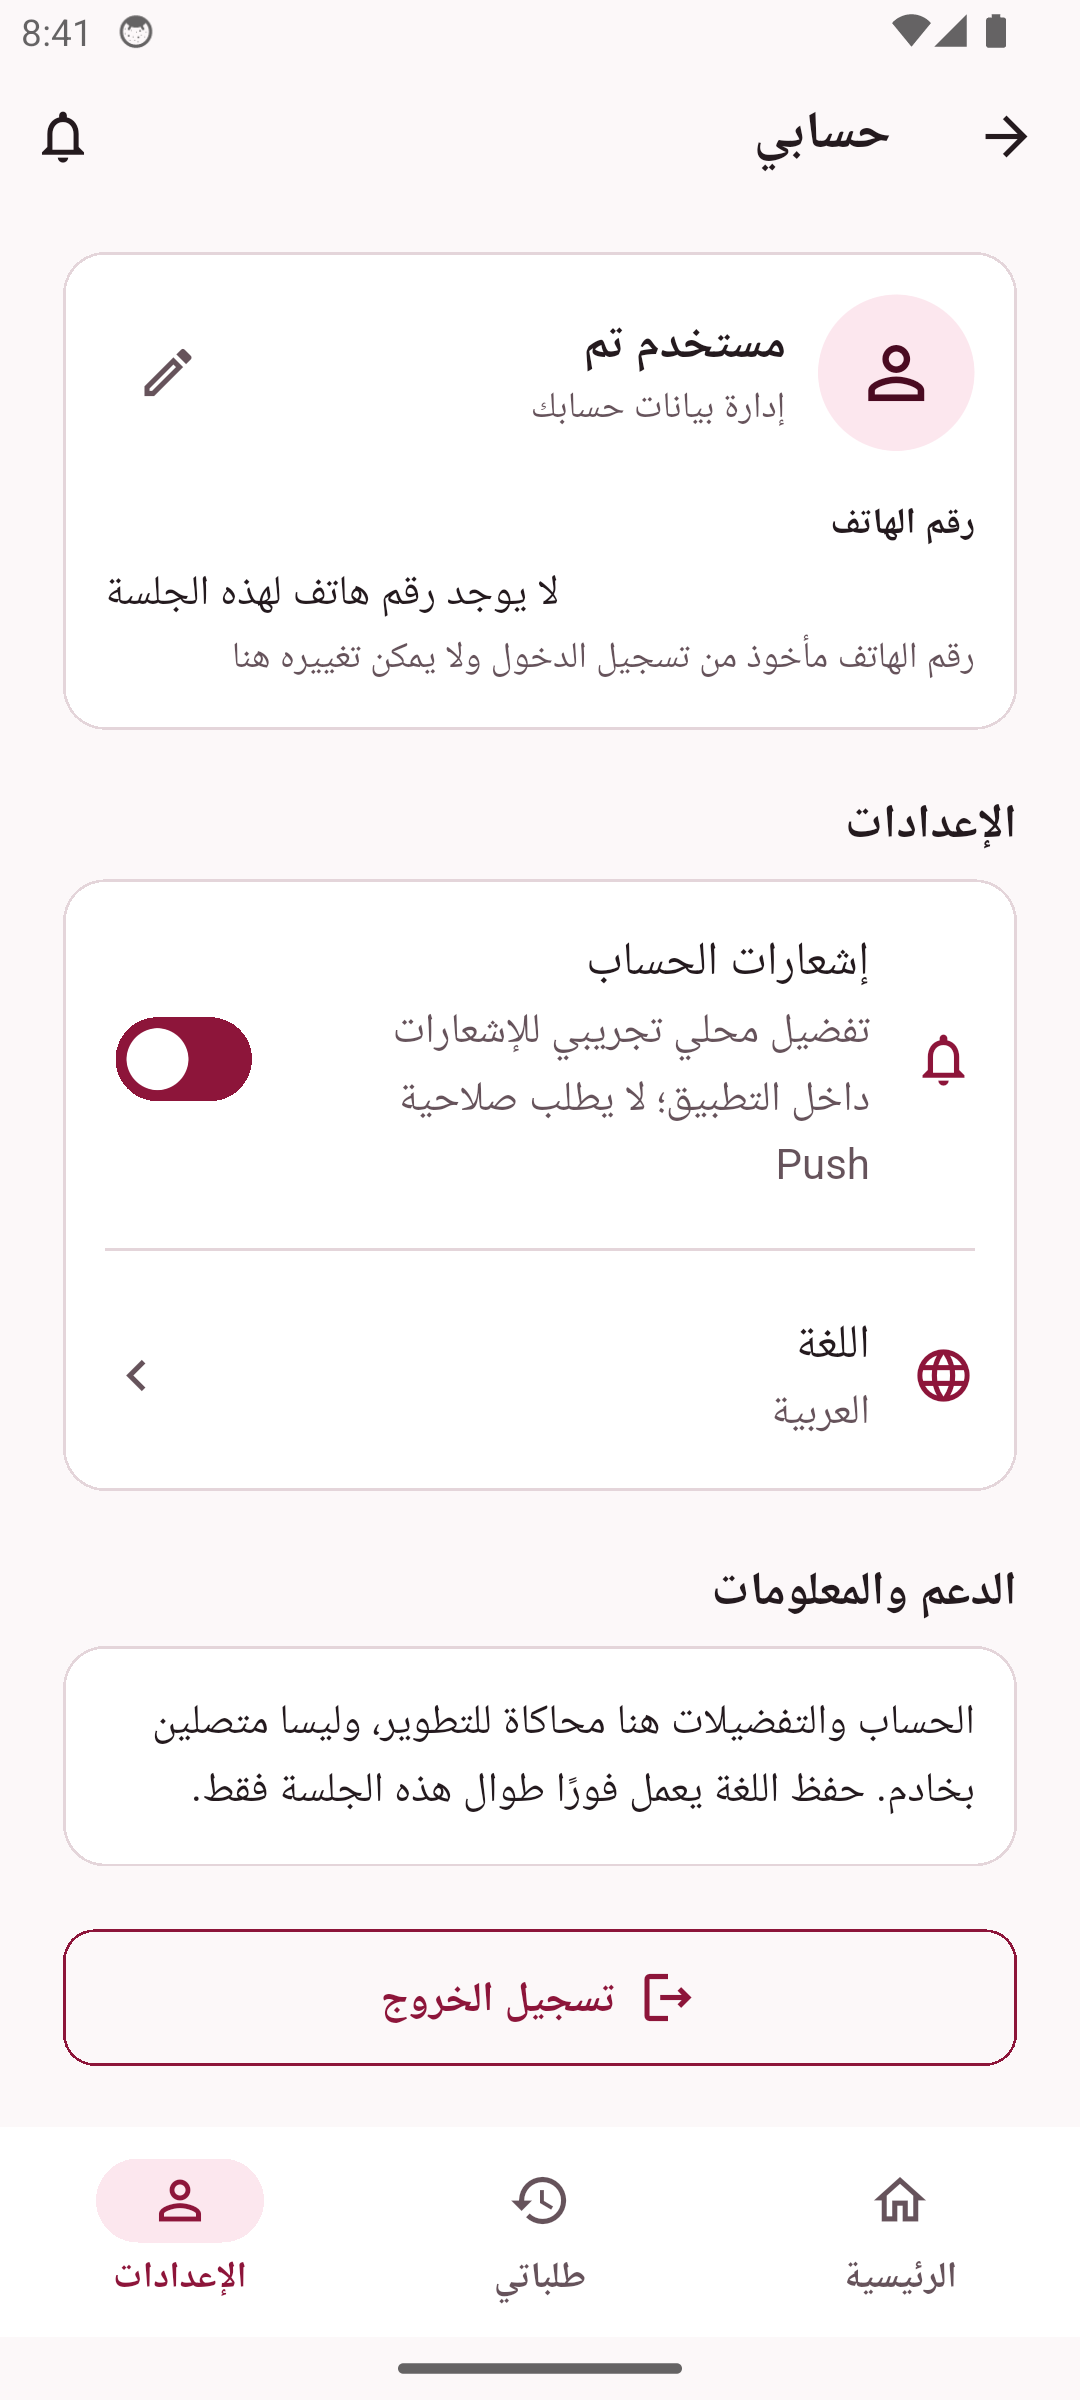 8:41
حسابي
مستخدم تم
إدارة بيانات حسابك
رقم الهاتف
لا يوجد رقم هاتف لهذه الجلسة
رقم الهاتف مأخوذ من تسجيل الدخول ولا يمكن تغييره هنا
الإعدادات
إشعارات الحساب
تفضيل محلي تجريبي للإشعارات
داخل التطبيق؛ لا يطلب صلاحية
Push
اللغة
العربية
الدعم والمعلومات
الحساب والتفضيلات هنا محاكاة للتطوير، وليسا متصلين
بخادم. حفظ اللغة يعمل فورًا طوال هذه الجلسة فقط.
تسجيل الخروج
الرئيسية
طلباتي
الإعدادات